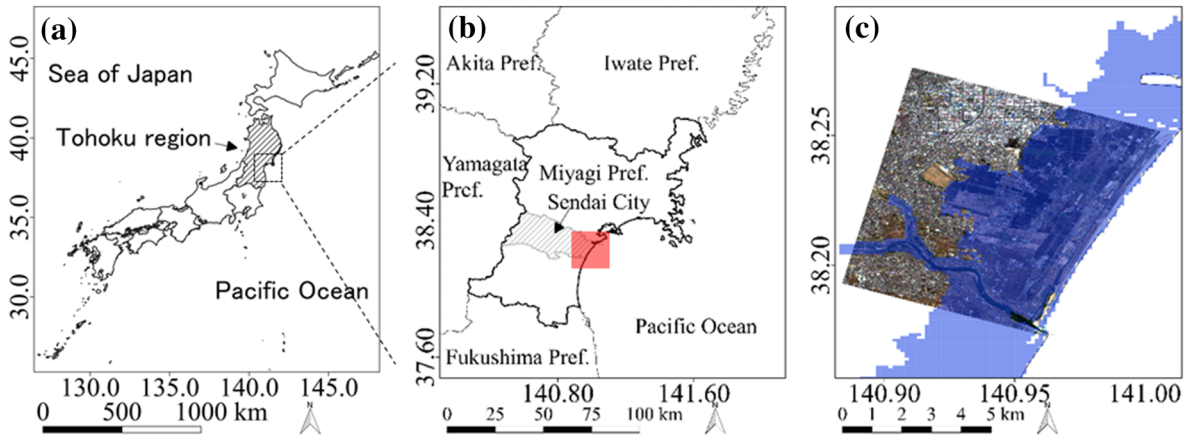 (a)
Sea of Japan
Tohoku region
Pacific Ocean
45.0
40.0
35.0
30.0
130.0 135.0 140.0 145.0
0 500 1000 km
N
(b)
Akita Pref.
Iwate Pref.
Yamagata
Pref.
Miyagi Pref.
Sendai City
Pacific Ocean
Fukushima Pref.
39.20
38.40
37.60
140.80 141.60
0 25 50 75 100 km
N
(c)
38.25
38.20
140.90 140.95 141.00
0 1 2 3 4 5 km
N